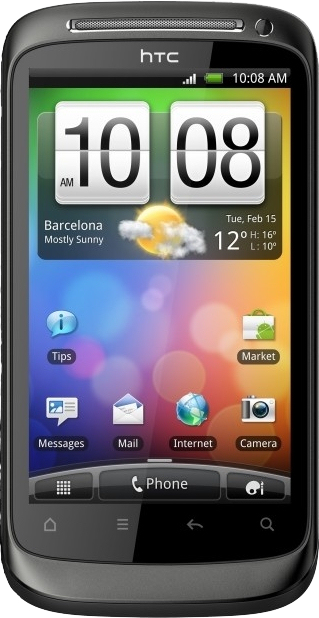 htc
10:08 AM
10 08
AM
Barcelona
Mostly Sunny
Tue, Feb 15
12° H: 16°
L: 10°
Tips
Market
Messages
Mail
Internet
Camera
Phone